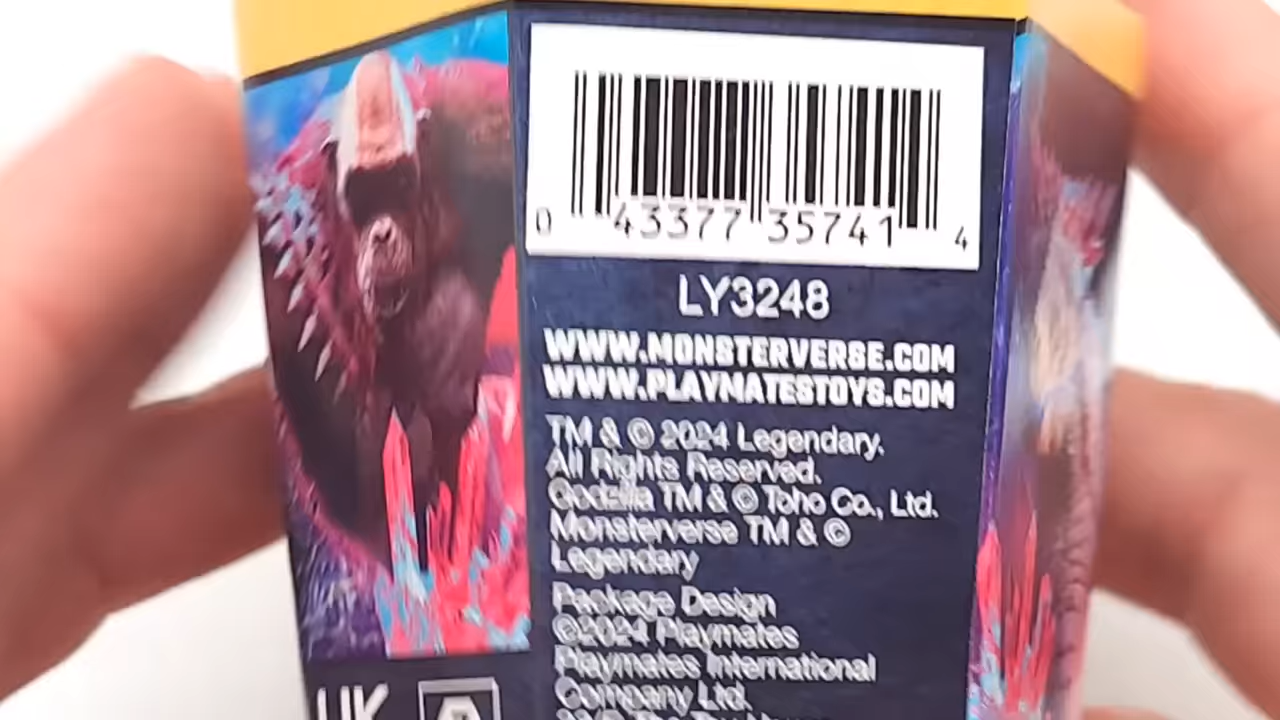 0 43377 35741 4
LY3248
WWW.MONSTERVERSE.COM
WWW.PLAYMATESTOYS.COM
TM & © 2024 Legendary.
All Rights Reserved.
Godzilla TM & © Toho Co., Ltd.
Monsterverse TM & ©
Legendary
Package Design
©2024 Playmates
Playmates International
Company Ltd.
UK